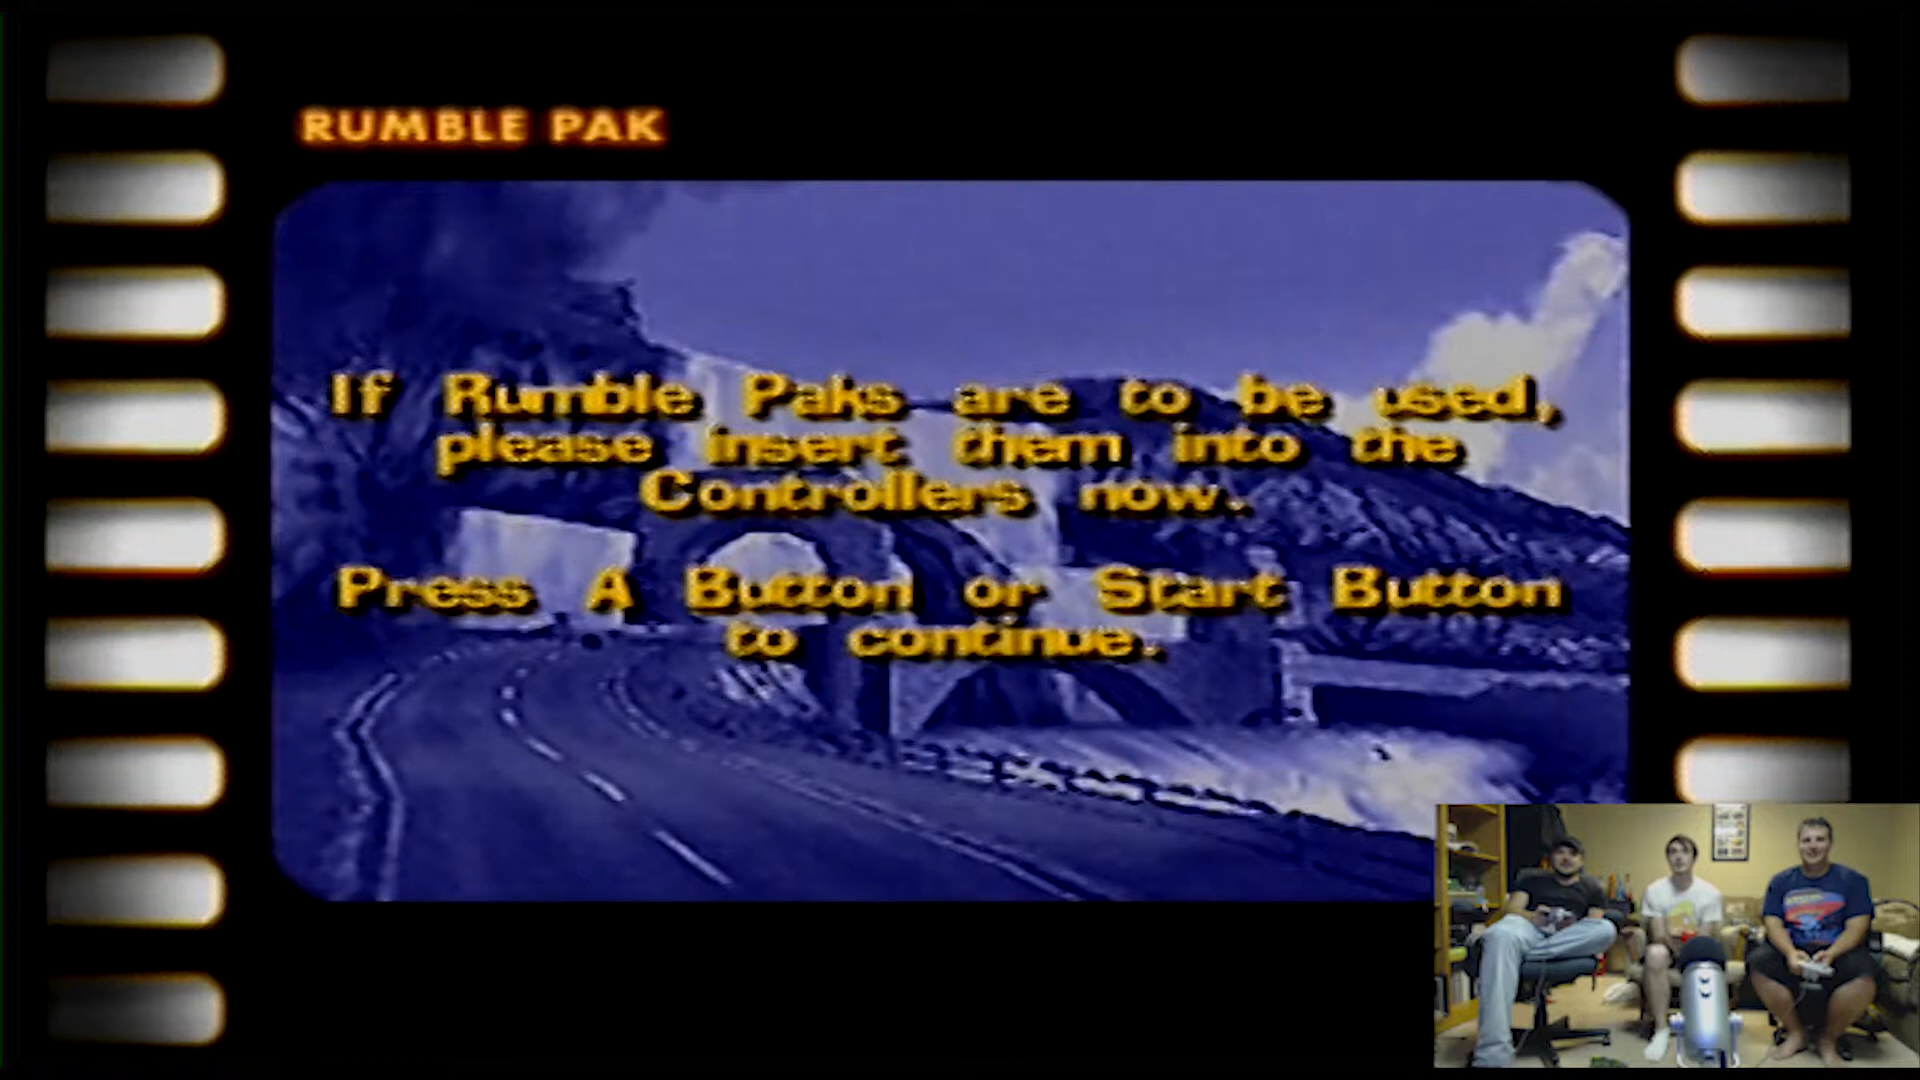 RUMBLE PAK
If Rumble Paks are to be used,
please insert them into the
Controllers now.
Press A Button or Start Button
to continue.